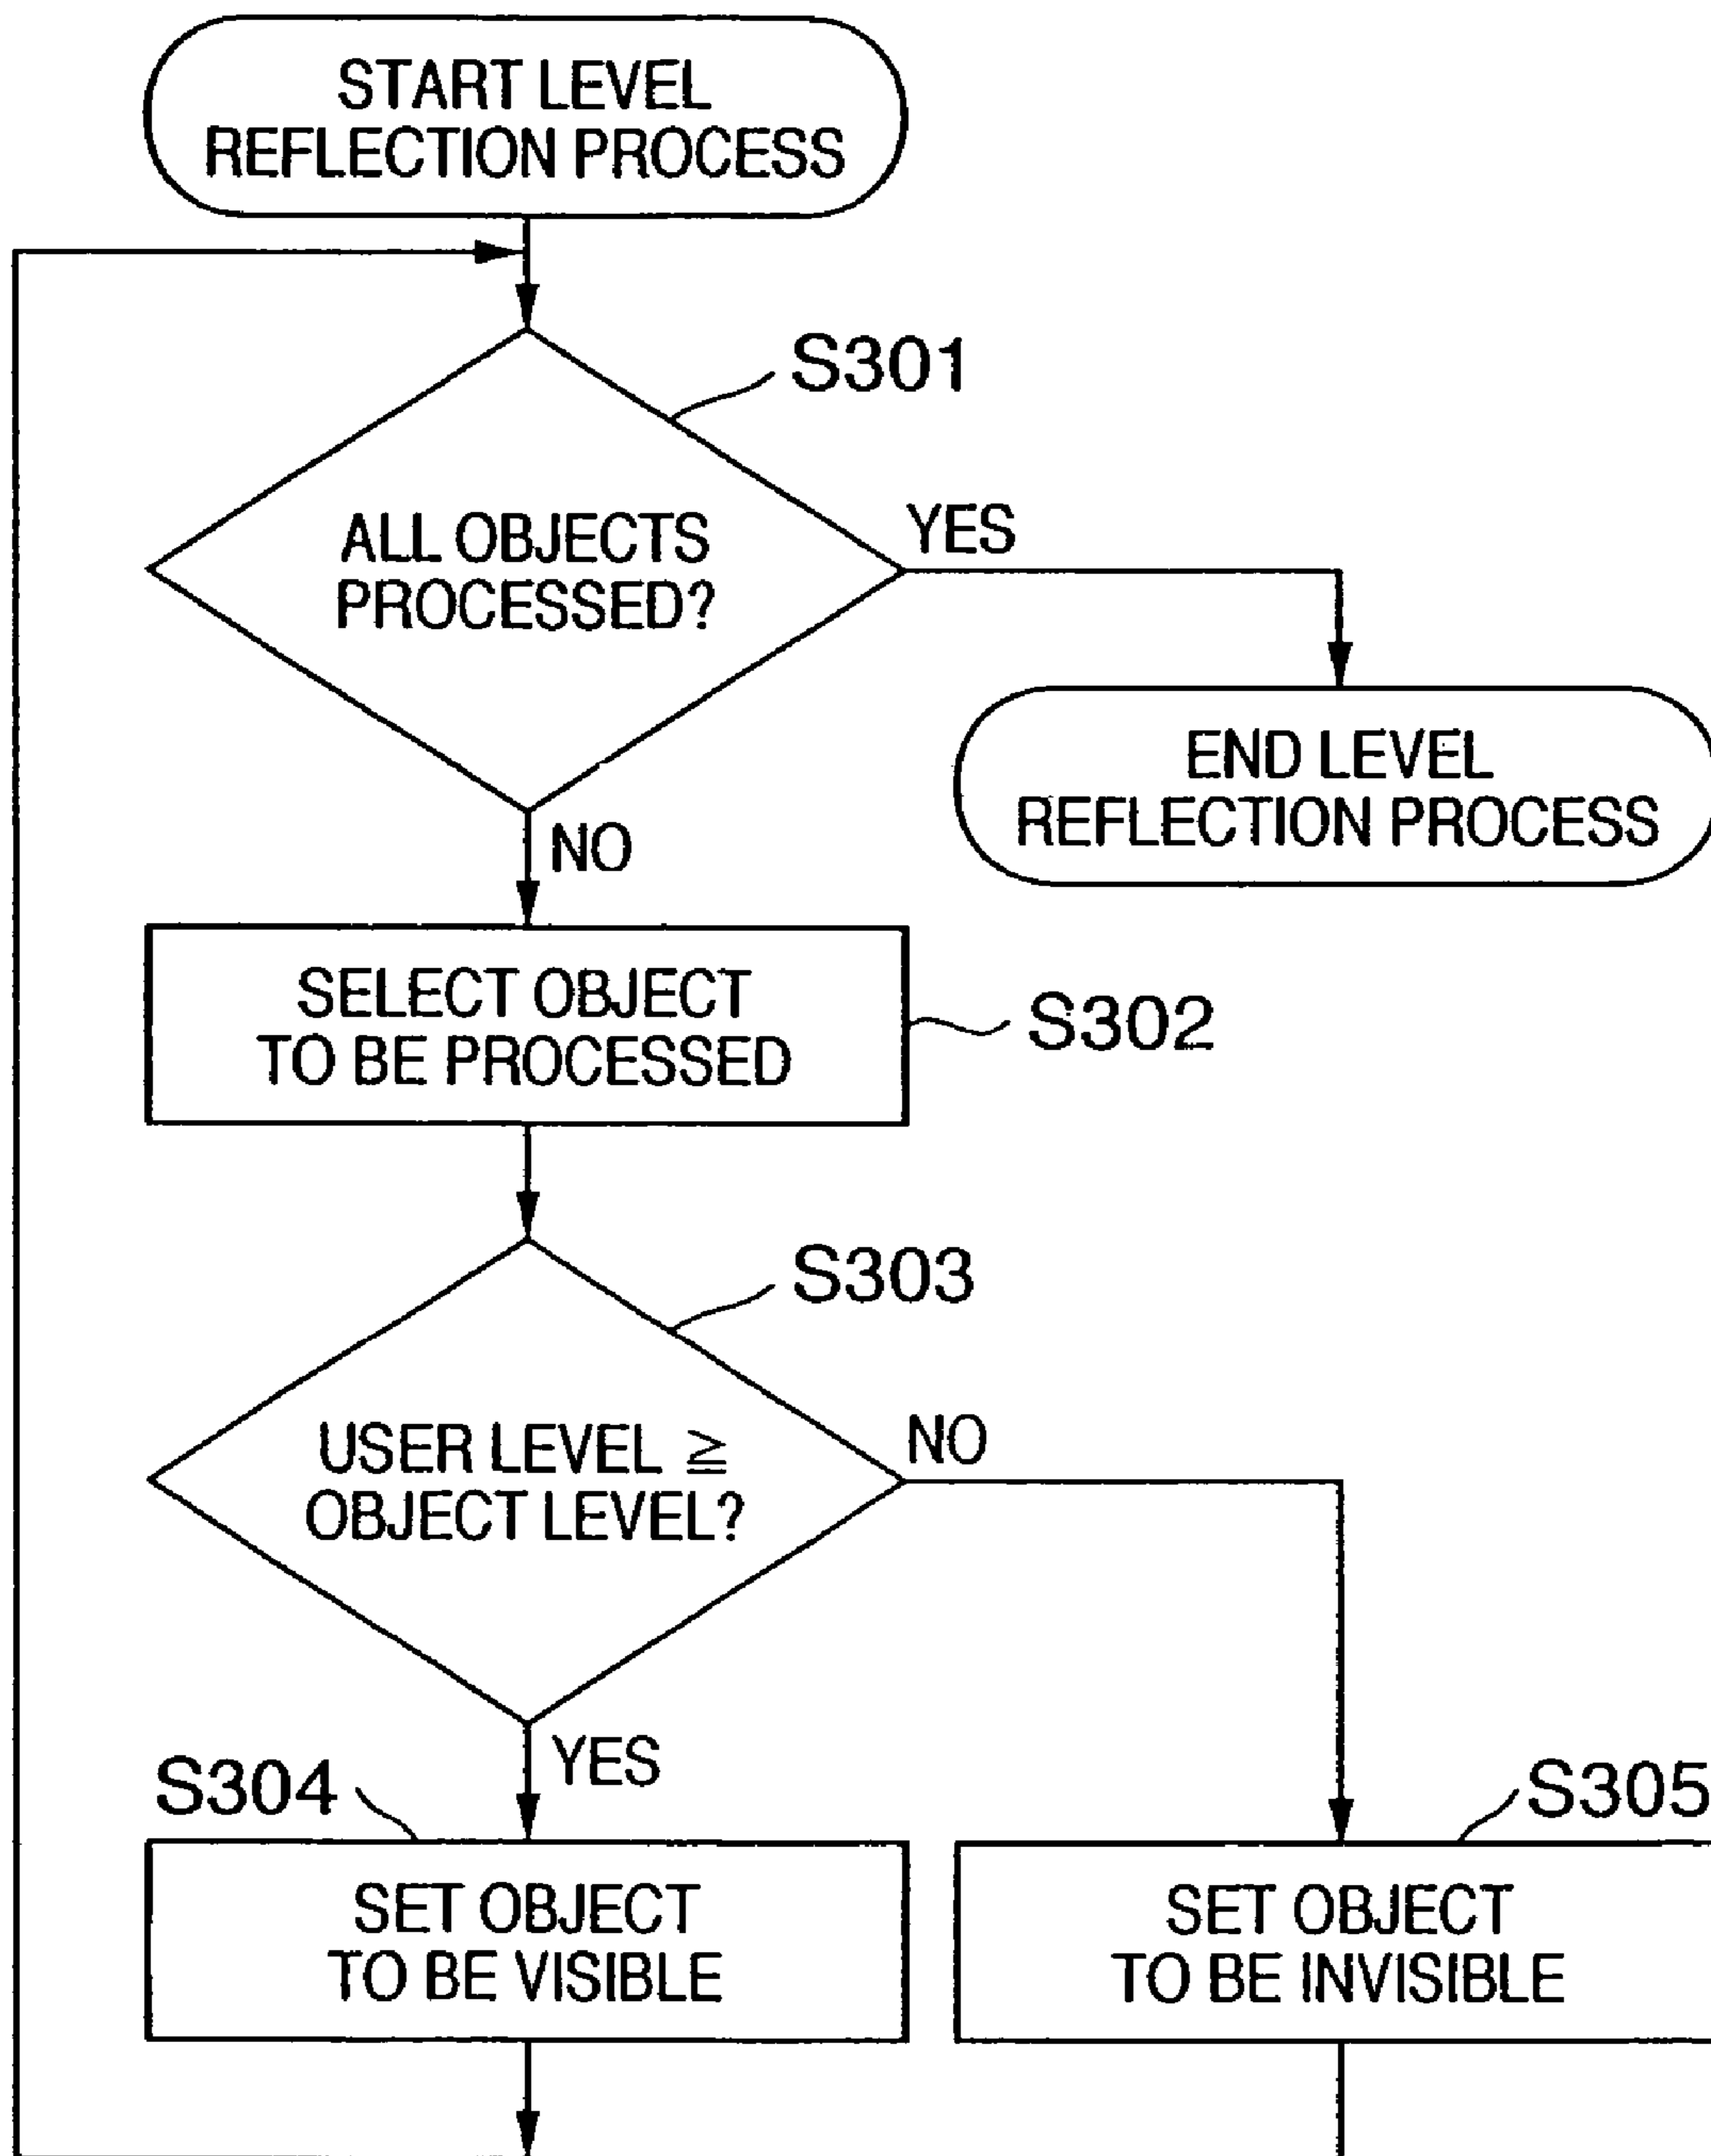 START LEVEL
REFLECTION PROCESS
S301
ALL OBJECTS
PROCESSED?
YES
END LEVEL
REFLECTION PROCESS
NO
SELECT OBJECT
TO BE PROCESSED
S302
S303
USER LEVEL ≧
OBJECT LEVEL?
NO
YES
S304
SET OBJECT
TO BE VISIBLE
S305
SET OBJECT
TO BE INVISIBLE